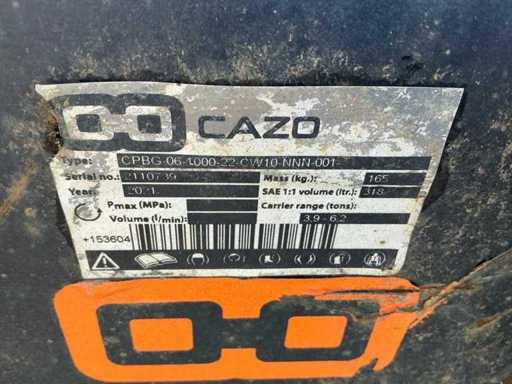 CAZO
Type: CPBG-06-1000-22-CW10-NNN-001
Serial no.: 2110739 Mass (kg.): 165
Year: 2021 SAE 1:1 volume (ltr.): 318
Pmax (MPa): Carrier range (tons):
Volume (l/min): 3,9 - 6,2
+153604